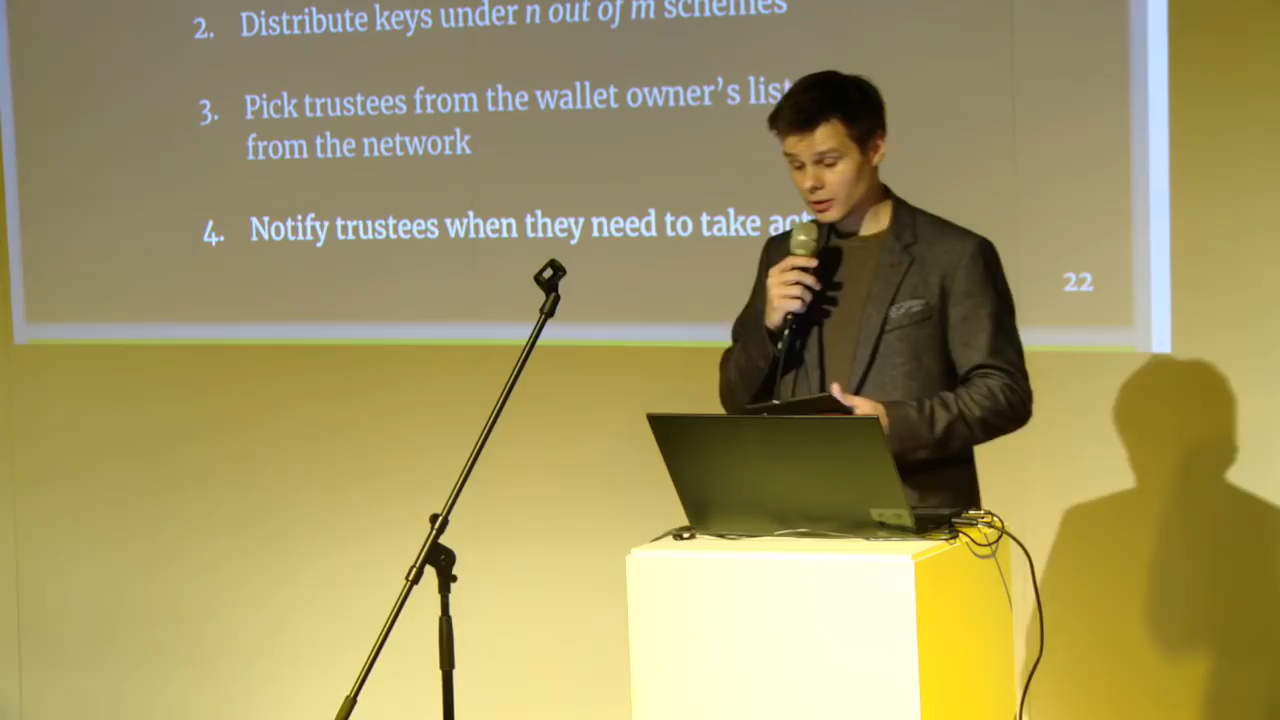 2. Distribute keys under n out of m schemes
3. Pick trustees from the wallet owner's list
from the network
4. Notify trustees when they need to take
22